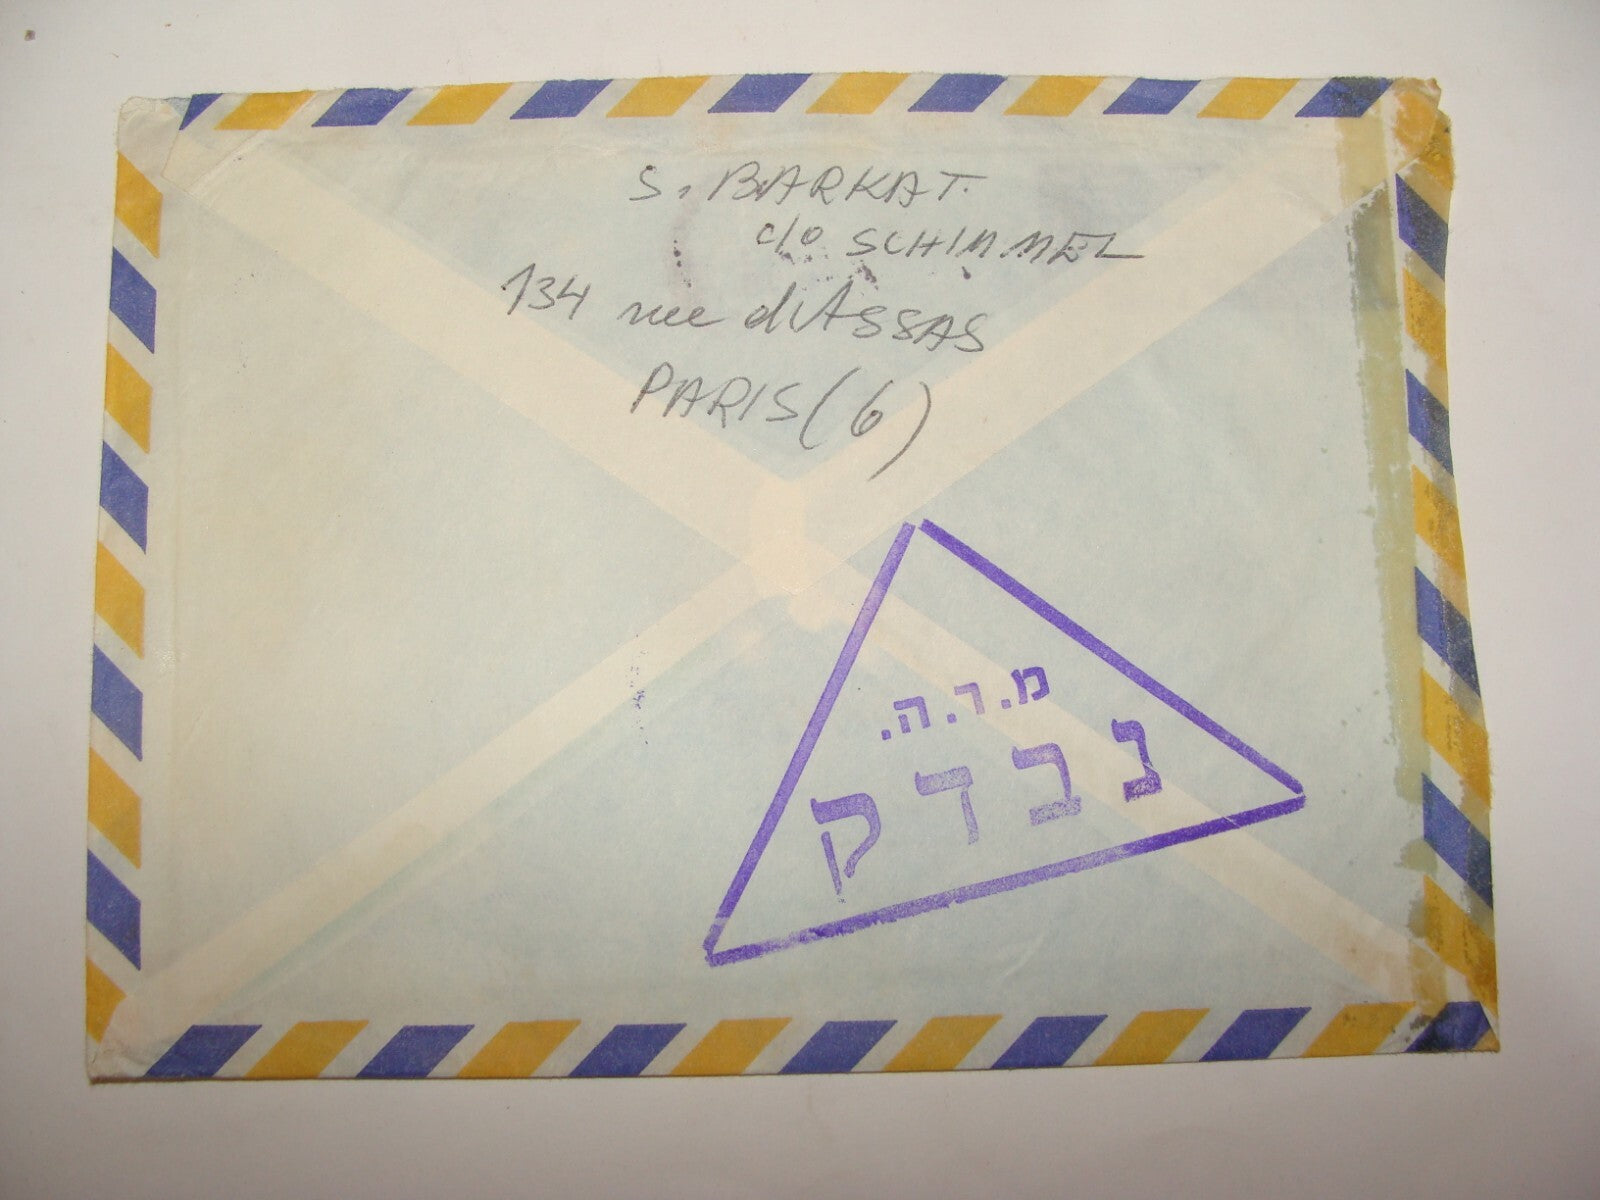 S. BARKAT.
c/o SCHIMMEL
134 rue d'ASSAS
PARIS (6)
מ.ר.ה.
נבדק